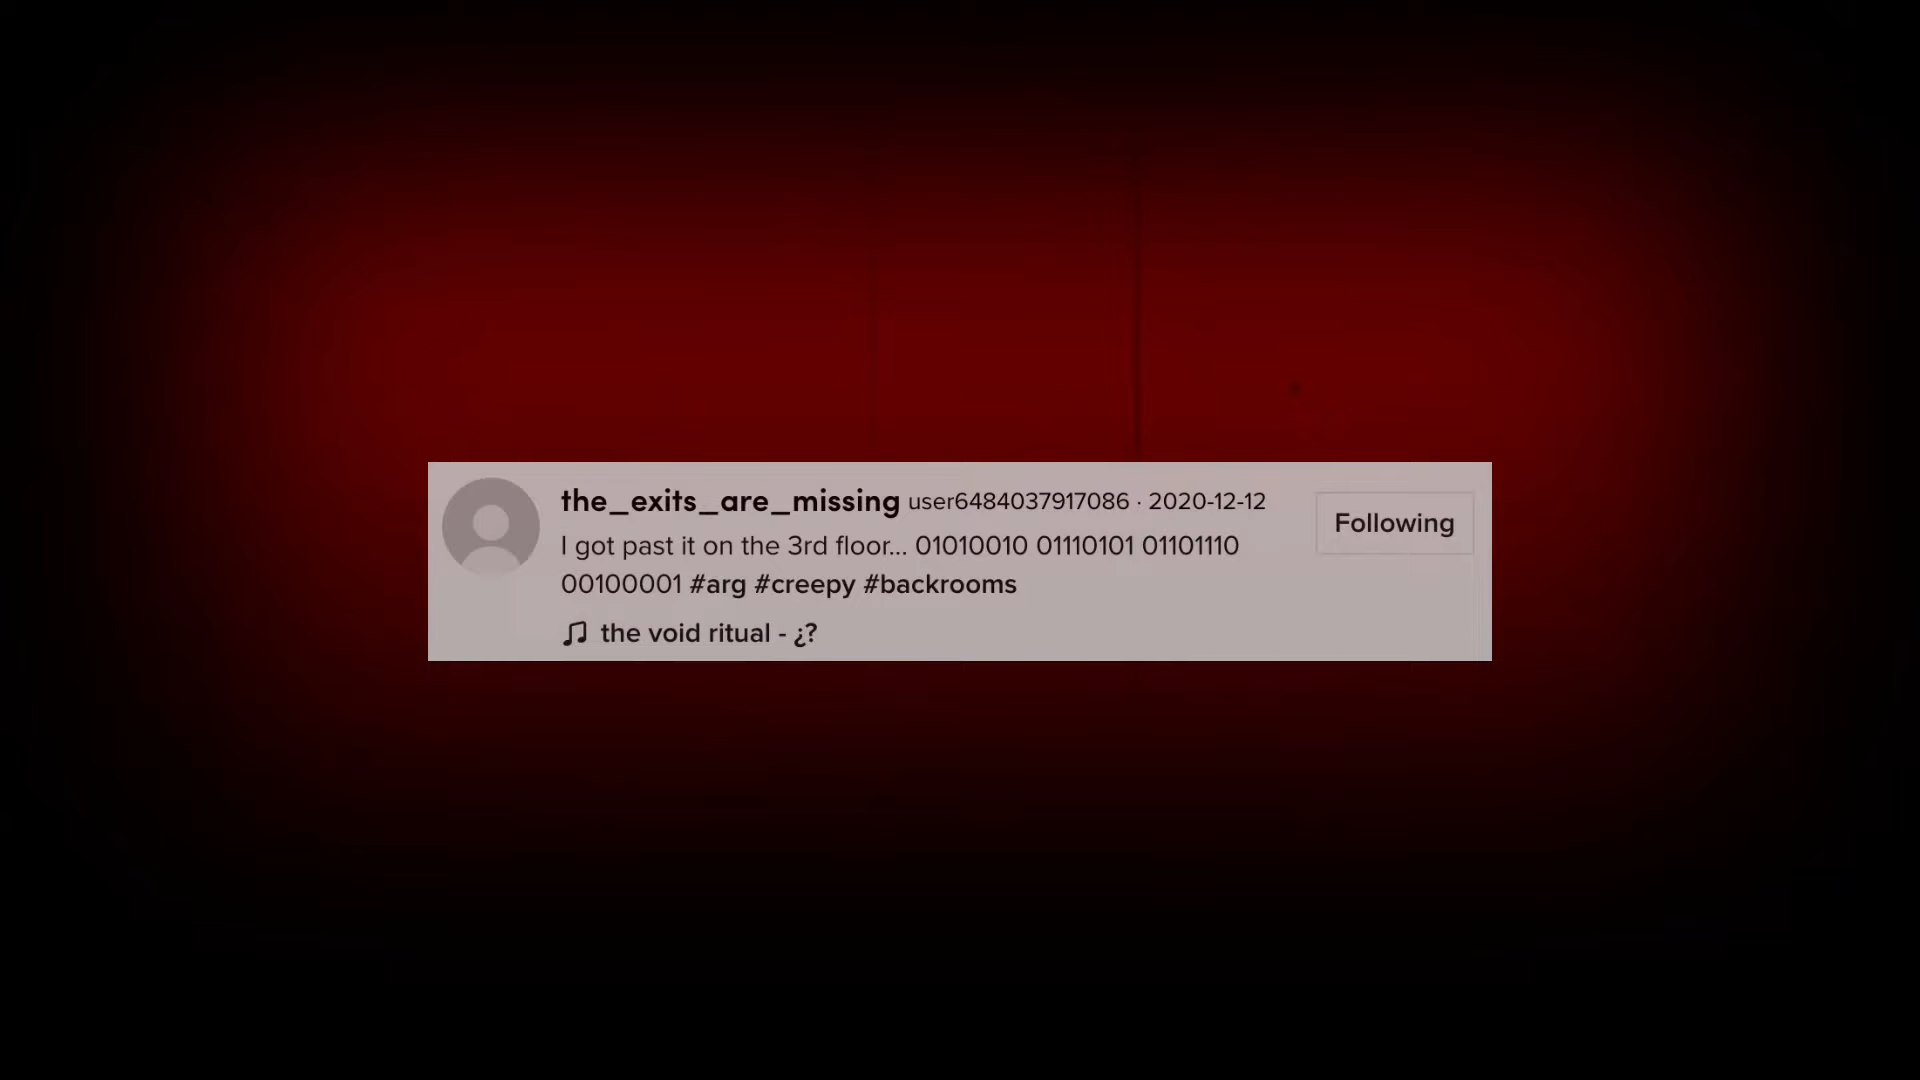 the_exits_are_missing user6484037917086 · 2020-12-12
Following
I got past it on the 3rd floor... 01010010 01110101 01101110
00100001 #arg #creepy #backrooms
the void ritual - ¿?